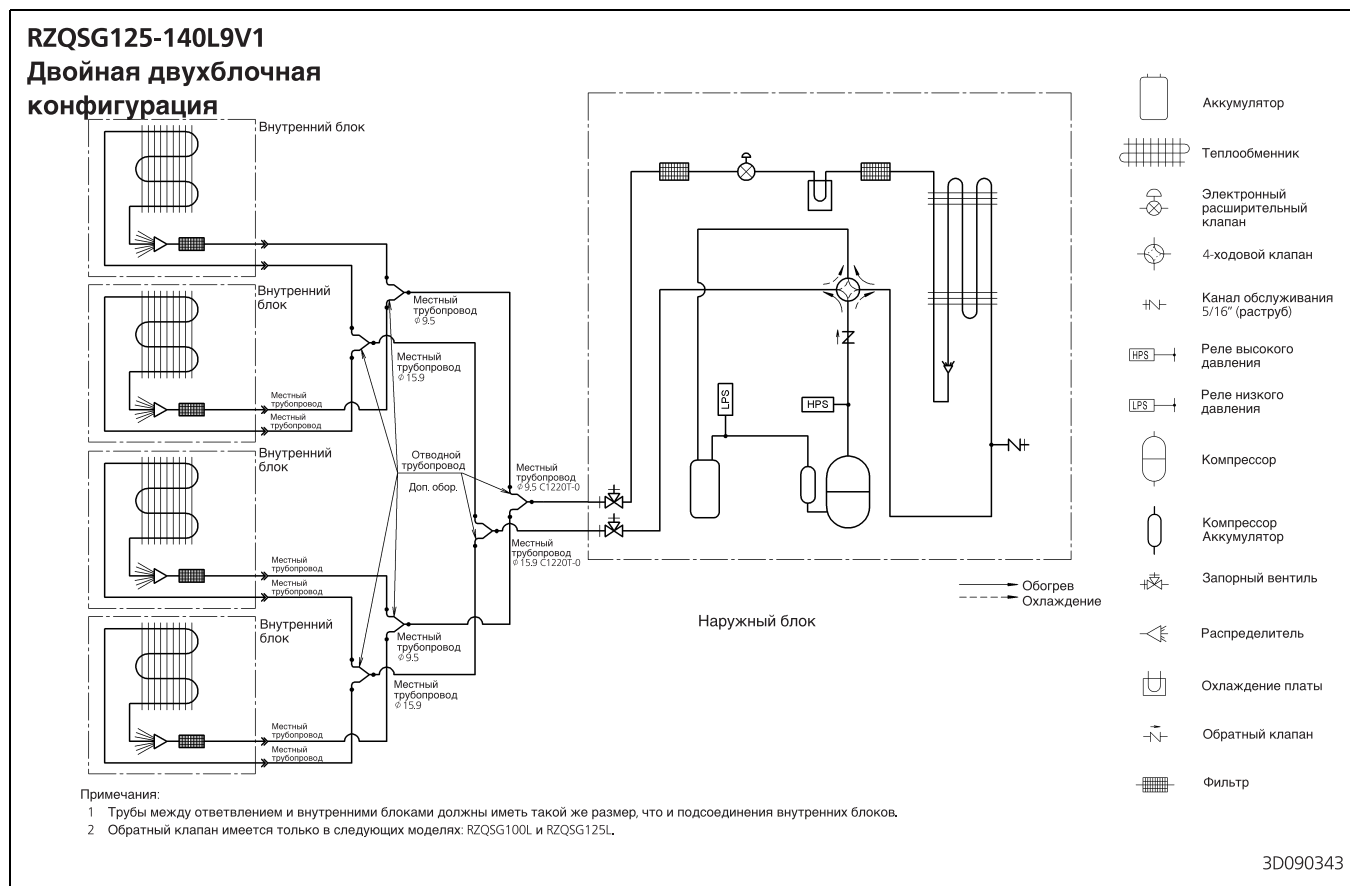 RZQSG125-140L9V1
Двойная двухблочная
конфигурация
Внутренний блок
Внутренний
блок
Местный
трубопровод
Местный
трубопровод
Внутренний
блок
Местный
трубопровод
Местный
трубопровод
Внутренний
блок
Местный
трубопровод
Местный
трубопровод
Местный
трубопровод
⌀ 9.5
Местный
трубопровод
⌀ 15.9
Отводной
трубопровод
Доп. обор.
Местный
трубопровод
⌀ 9,5 C1220T-0
Местный
трубопровод
⌀ 15.9 C1220T-0
Местный
трубопровод
⌀ 9.5
Местный
трубопровод
⌀ 15.9
LPS
HPS
Обогрев
Охлаждение
Наружный блок
Аккумулятор
Теплообменник
Электронный
расширительный
клапан
4-ходовой клапан
Канал обслуживания
5/16” (раструб)
HPS
Реле высокого
давления
LPS
Реле низкого
давления
Компрессор
Компрессор
Аккумулятор
Запорный вентиль
Распределитель
Охлаждение платы
Обратный клапан
Фильтр
Примечания:
1 Трубы между ответвлением и внутренними блоками должны иметь такой же размер, что и подсоединения внутренних блоков.
2 Обратный клапан имеется только в следующих моделях: RZQSG100L и RZQSG125L.
3D090343